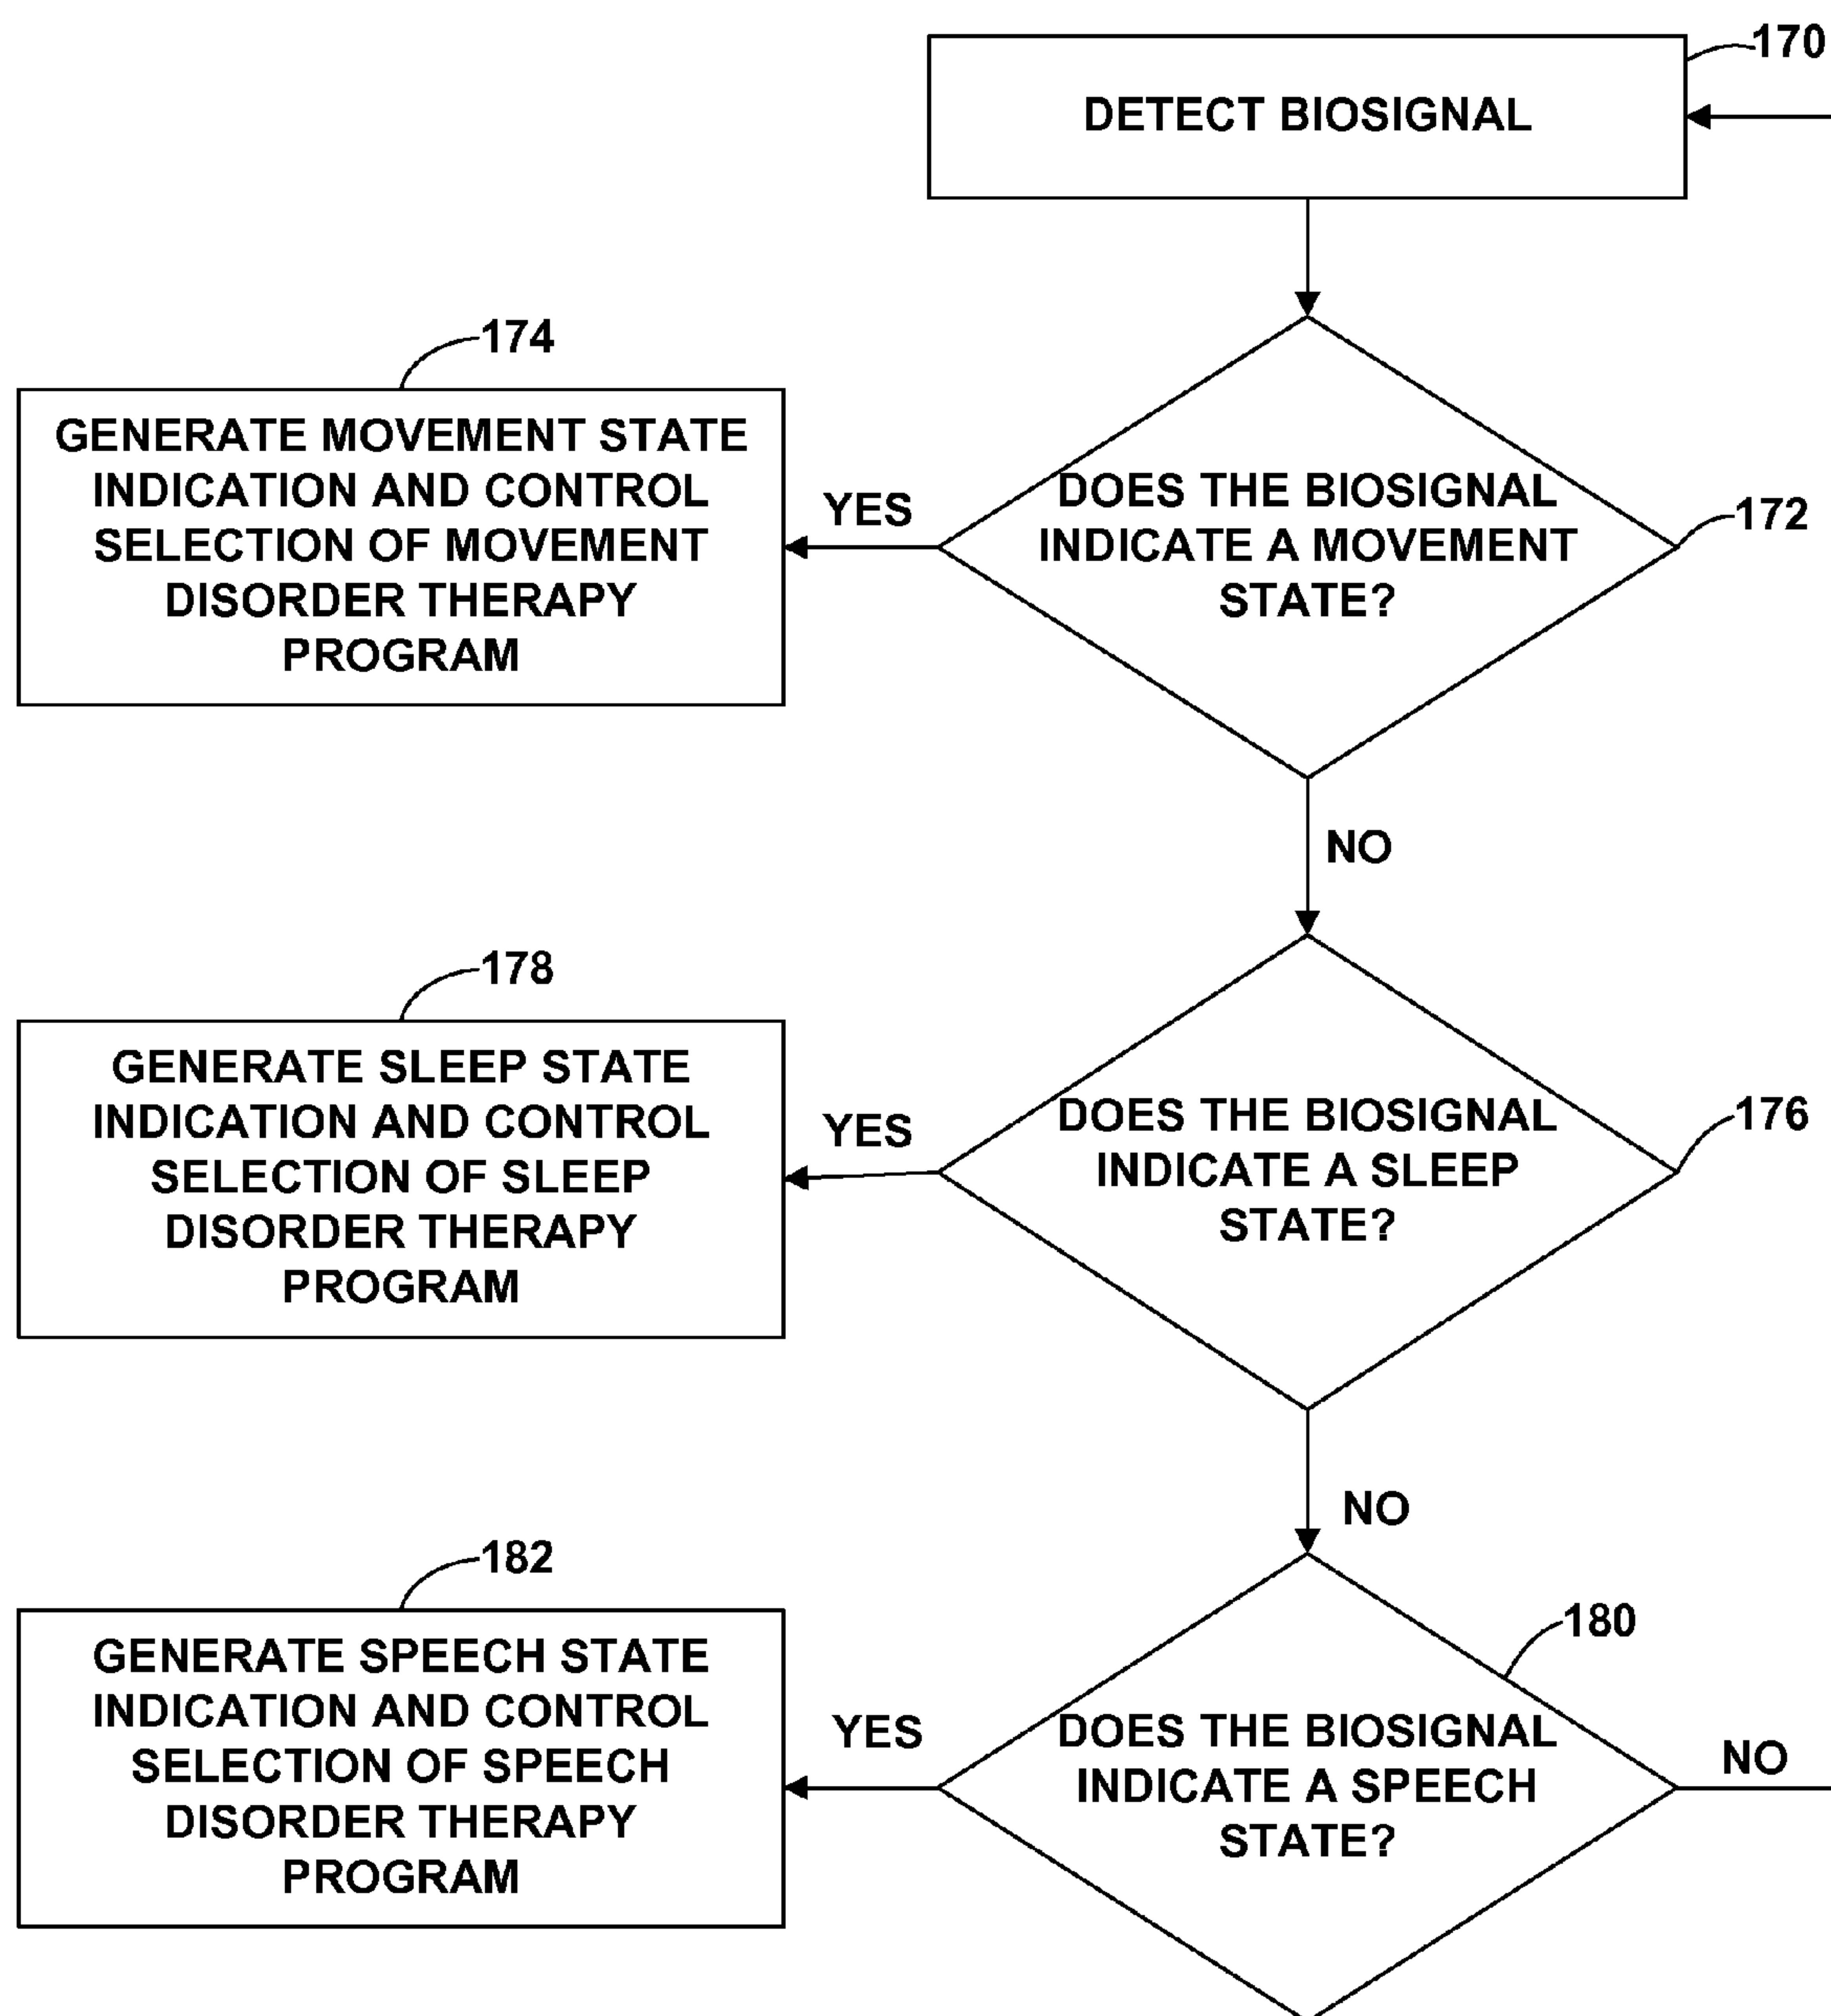 170
DETECT BIOSIGNAL
174
GENERATE MOVEMENT STATE
INDICATION AND CONTROL
SELECTION OF MOVEMENT
DISORDER THERAPY
PROGRAM
YES
DOES THE BIOSIGNAL
INDICATE A MOVEMENT
STATE?
172
NO
178
GENERATE SLEEP STATE
INDICATION AND CONTROL
SELECTION OF SLEEP
DISORDER THERAPY
PROGRAM
YES
DOES THE BIOSIGNAL
INDICATE A SLEEP
STATE?
176
NO
182
GENERATE SPEECH STATE
INDICATION AND CONTROL
SELECTION OF SPEECH
DISORDER THERAPY
PROGRAM
YES
DOES THE BIOSIGNAL
INDICATE A SPEECH
STATE?
180
NO